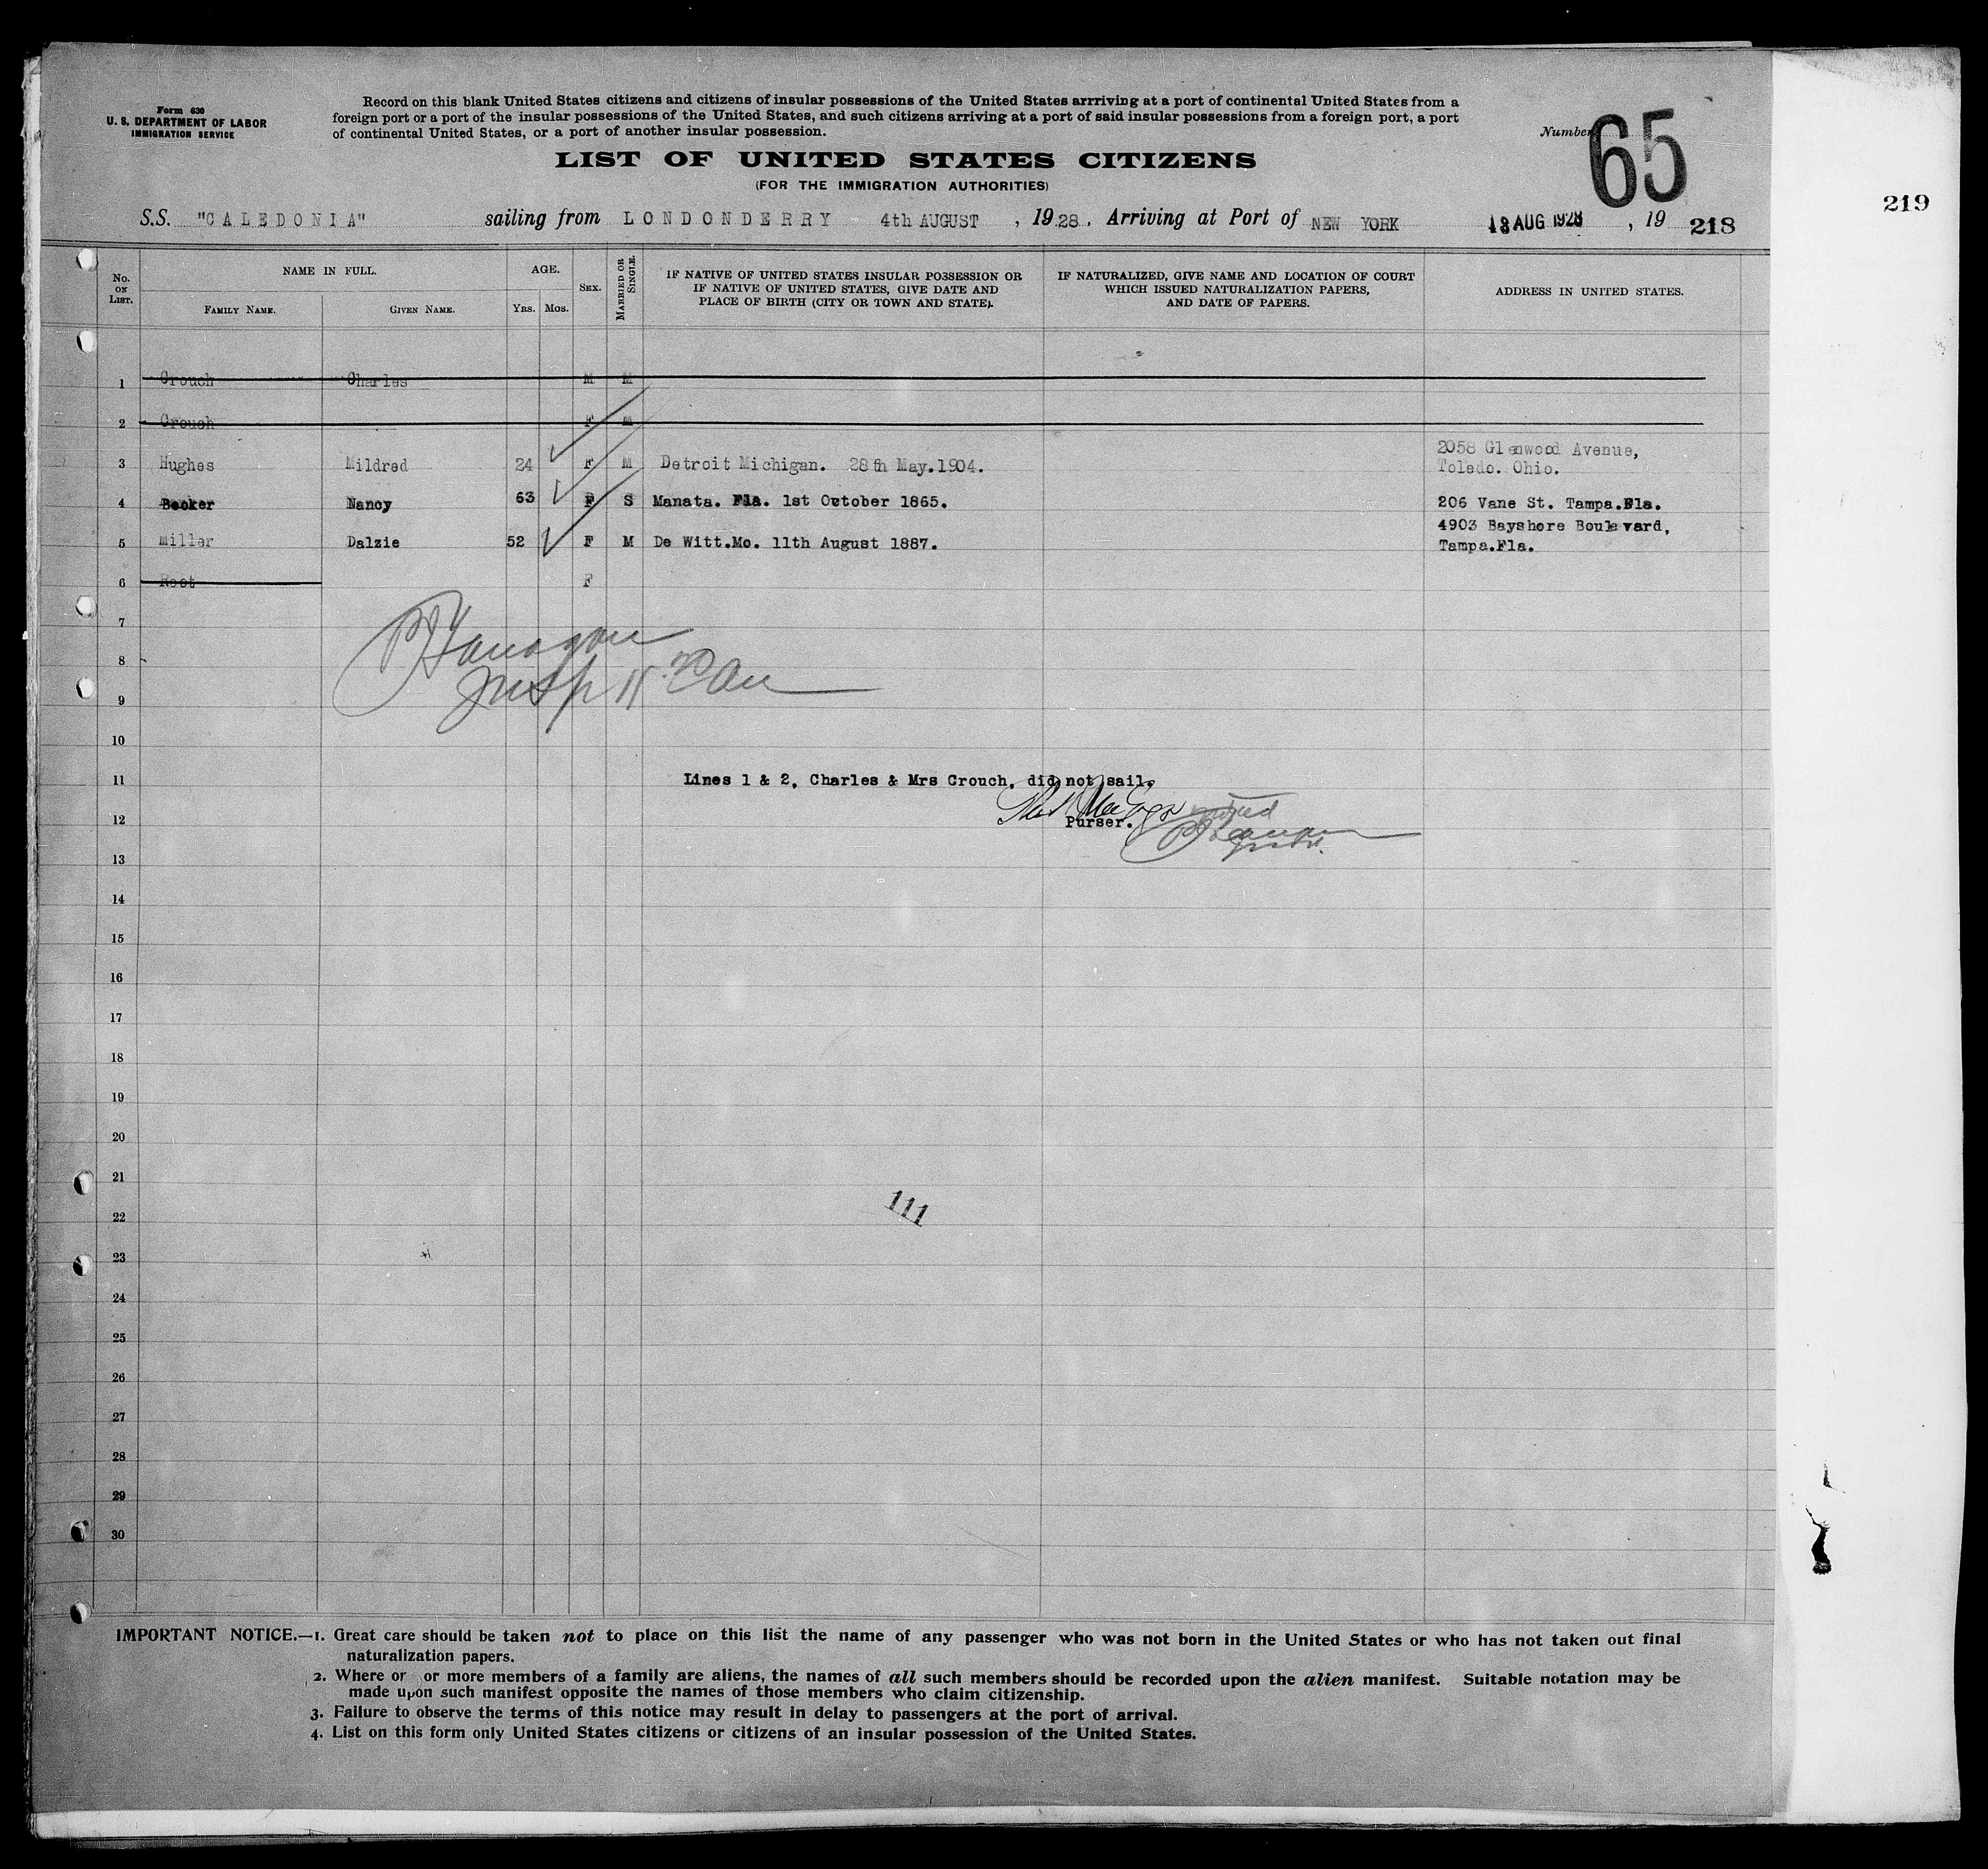 Form 630
U. S. DEPARTMENT OF LABOR
IMMIGRATION SERVICE
Record on this blank United States citizens and citizens of insular possessions of the United States arrriving at a port of continental United States from a
foreign port or a port of the insular possessions of the United States, and such citizens arriving at a port of said insular possessions from a foreign port, a port
of continental United States, or a port of another insular possession.
Number 65
LIST OF UNITED STATES CITIZENS
(FOR THE IMMIGRATION AUTHORITIES)
219
S.S. "CALEDONIA" sailing from LONDONDERRY 4th AUGUST , 1928. Arriving at Port of NEW YORK 13 AUG 1928 , 19 218
No. ON LIST.
NAME IN FULL.
FAMILY NAME. GIVEN NAME.
AGE.
YRS. MOS.
SEX.
MARRIED OR SINGLE.
IF NATIVE OF UNITED STATES INSULAR POSSESSION OR
IF NATIVE OF UNITED STATES, GIVE DATE AND
PLACE OF BIRTH (CITY OR TOWN AND STATE).
IF NATURALIZED, GIVE NAME AND LOCATION OF COURT
WHICH ISSUED NATURALIZATION PAPERS,
AND DATE OF PAPERS.
ADDRESS IN UNITED STATES.
1 Crouch Charles M M
2 Crouch F M
3 Hughes Mildred 24 F M Detroit Michigan. 28th May.1904. 2058 Glenwood Avenue,
Toledo. Ohio.
4 Becker Nancy 63 F S Manata. Fla. 1st October 1865. 206 Vane St. Tampa.Fla.
5 Miller Dalzie 52 F M De Witt.Mo. 11th August 1887. 4903 Bayshore Boulevard,
Tampa.Fla.
6 Root F
7
8
9
10
11 Lines 1 & 2, Charles & Mrs Crouch, did not sail.
12 Purser.
13
14
15
16
17
18
19
20
21
111
22
23
24
25
26
27
28
29
30
IMPORTANT NOTICE.—1. Great care should be taken not to place on this list the name of any passenger who was not born in the United States or who has not taken out final
naturalization papers.
2. Where or or more members of a family are aliens, the names of all such members should be recorded upon the alien manifest. Suitable notation may be
made upon such manifest opposite the names of those members who claim citizenship.
3. Failure to observe the terms of this notice may result in delay to passengers at the port of arrival.
4. List on this form only United States citizens or citizens of an insular possession of the United States.